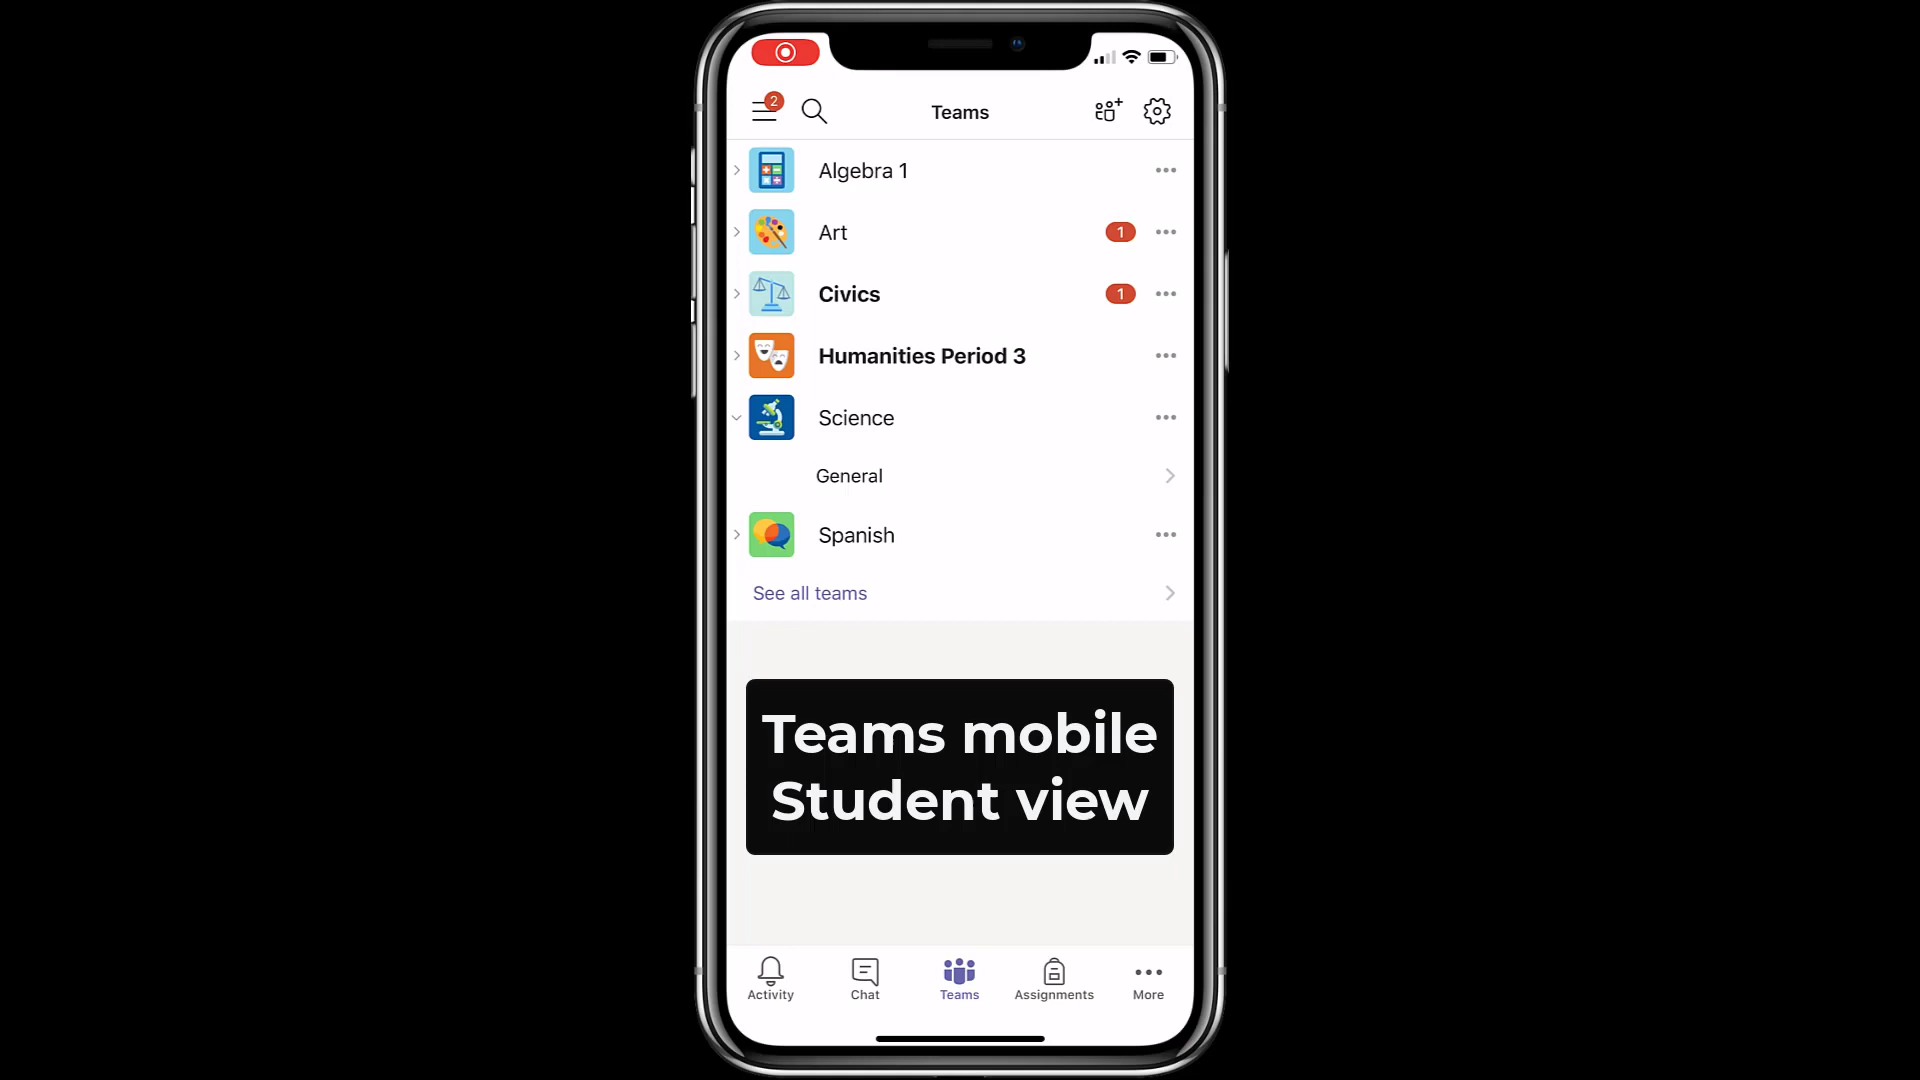 2
Teams
Algebra 1
Art
1
Civics
1
Humanities Period 3
Science
General
Spanish
See all teams
Teams mobile
Student view
Activity
Chat
Teams
Assignments
More